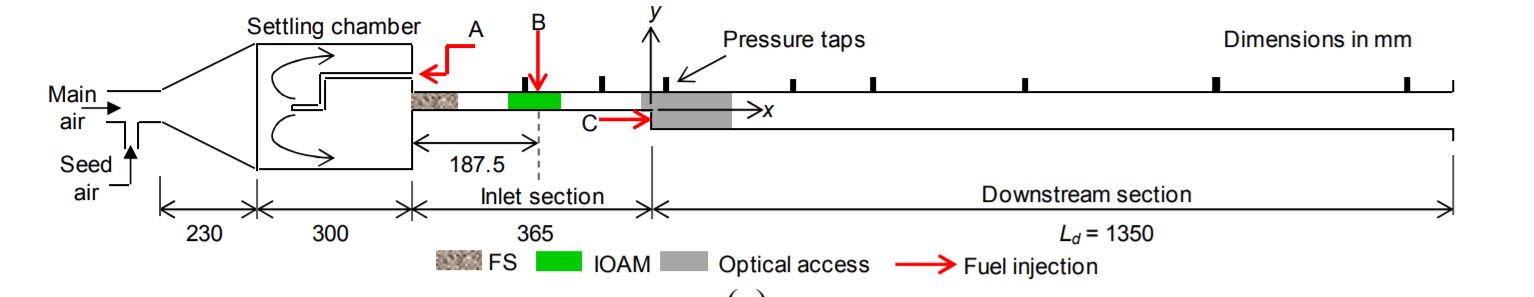 Settling chamber
A
B
y
Pressure taps
Dimensions in mm
Main
air
x
C
Seed
air
187.5
Inlet section
Downstream section
230
300
365
L_d = 1350
FS
IOAM
Optical access
Fuel injection